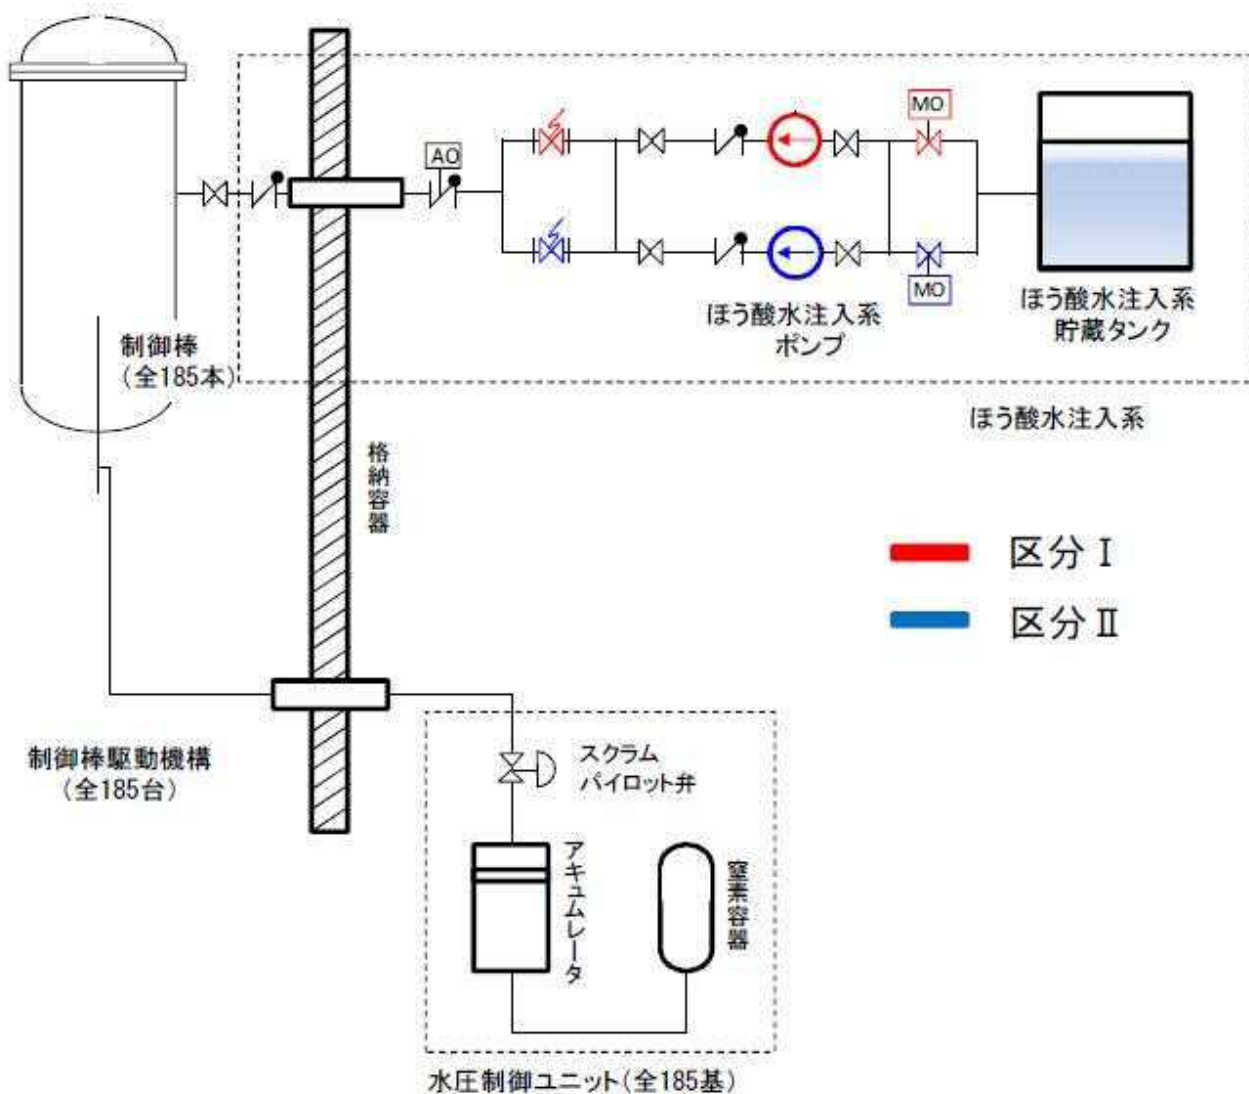 MO
AO
MO
ほう酸水注入系
ポンプ
ほう酸水注入系
貯蔵タンク
制御棒
(全185本)
ほう酸水注入系
格納容器
区分Ⅰ
区分Ⅱ
制御棒駆動機構
(全185台)
スクラム
パイロット弁
アキュムレータ
窒素容器
水圧制御ユニット(全185基)